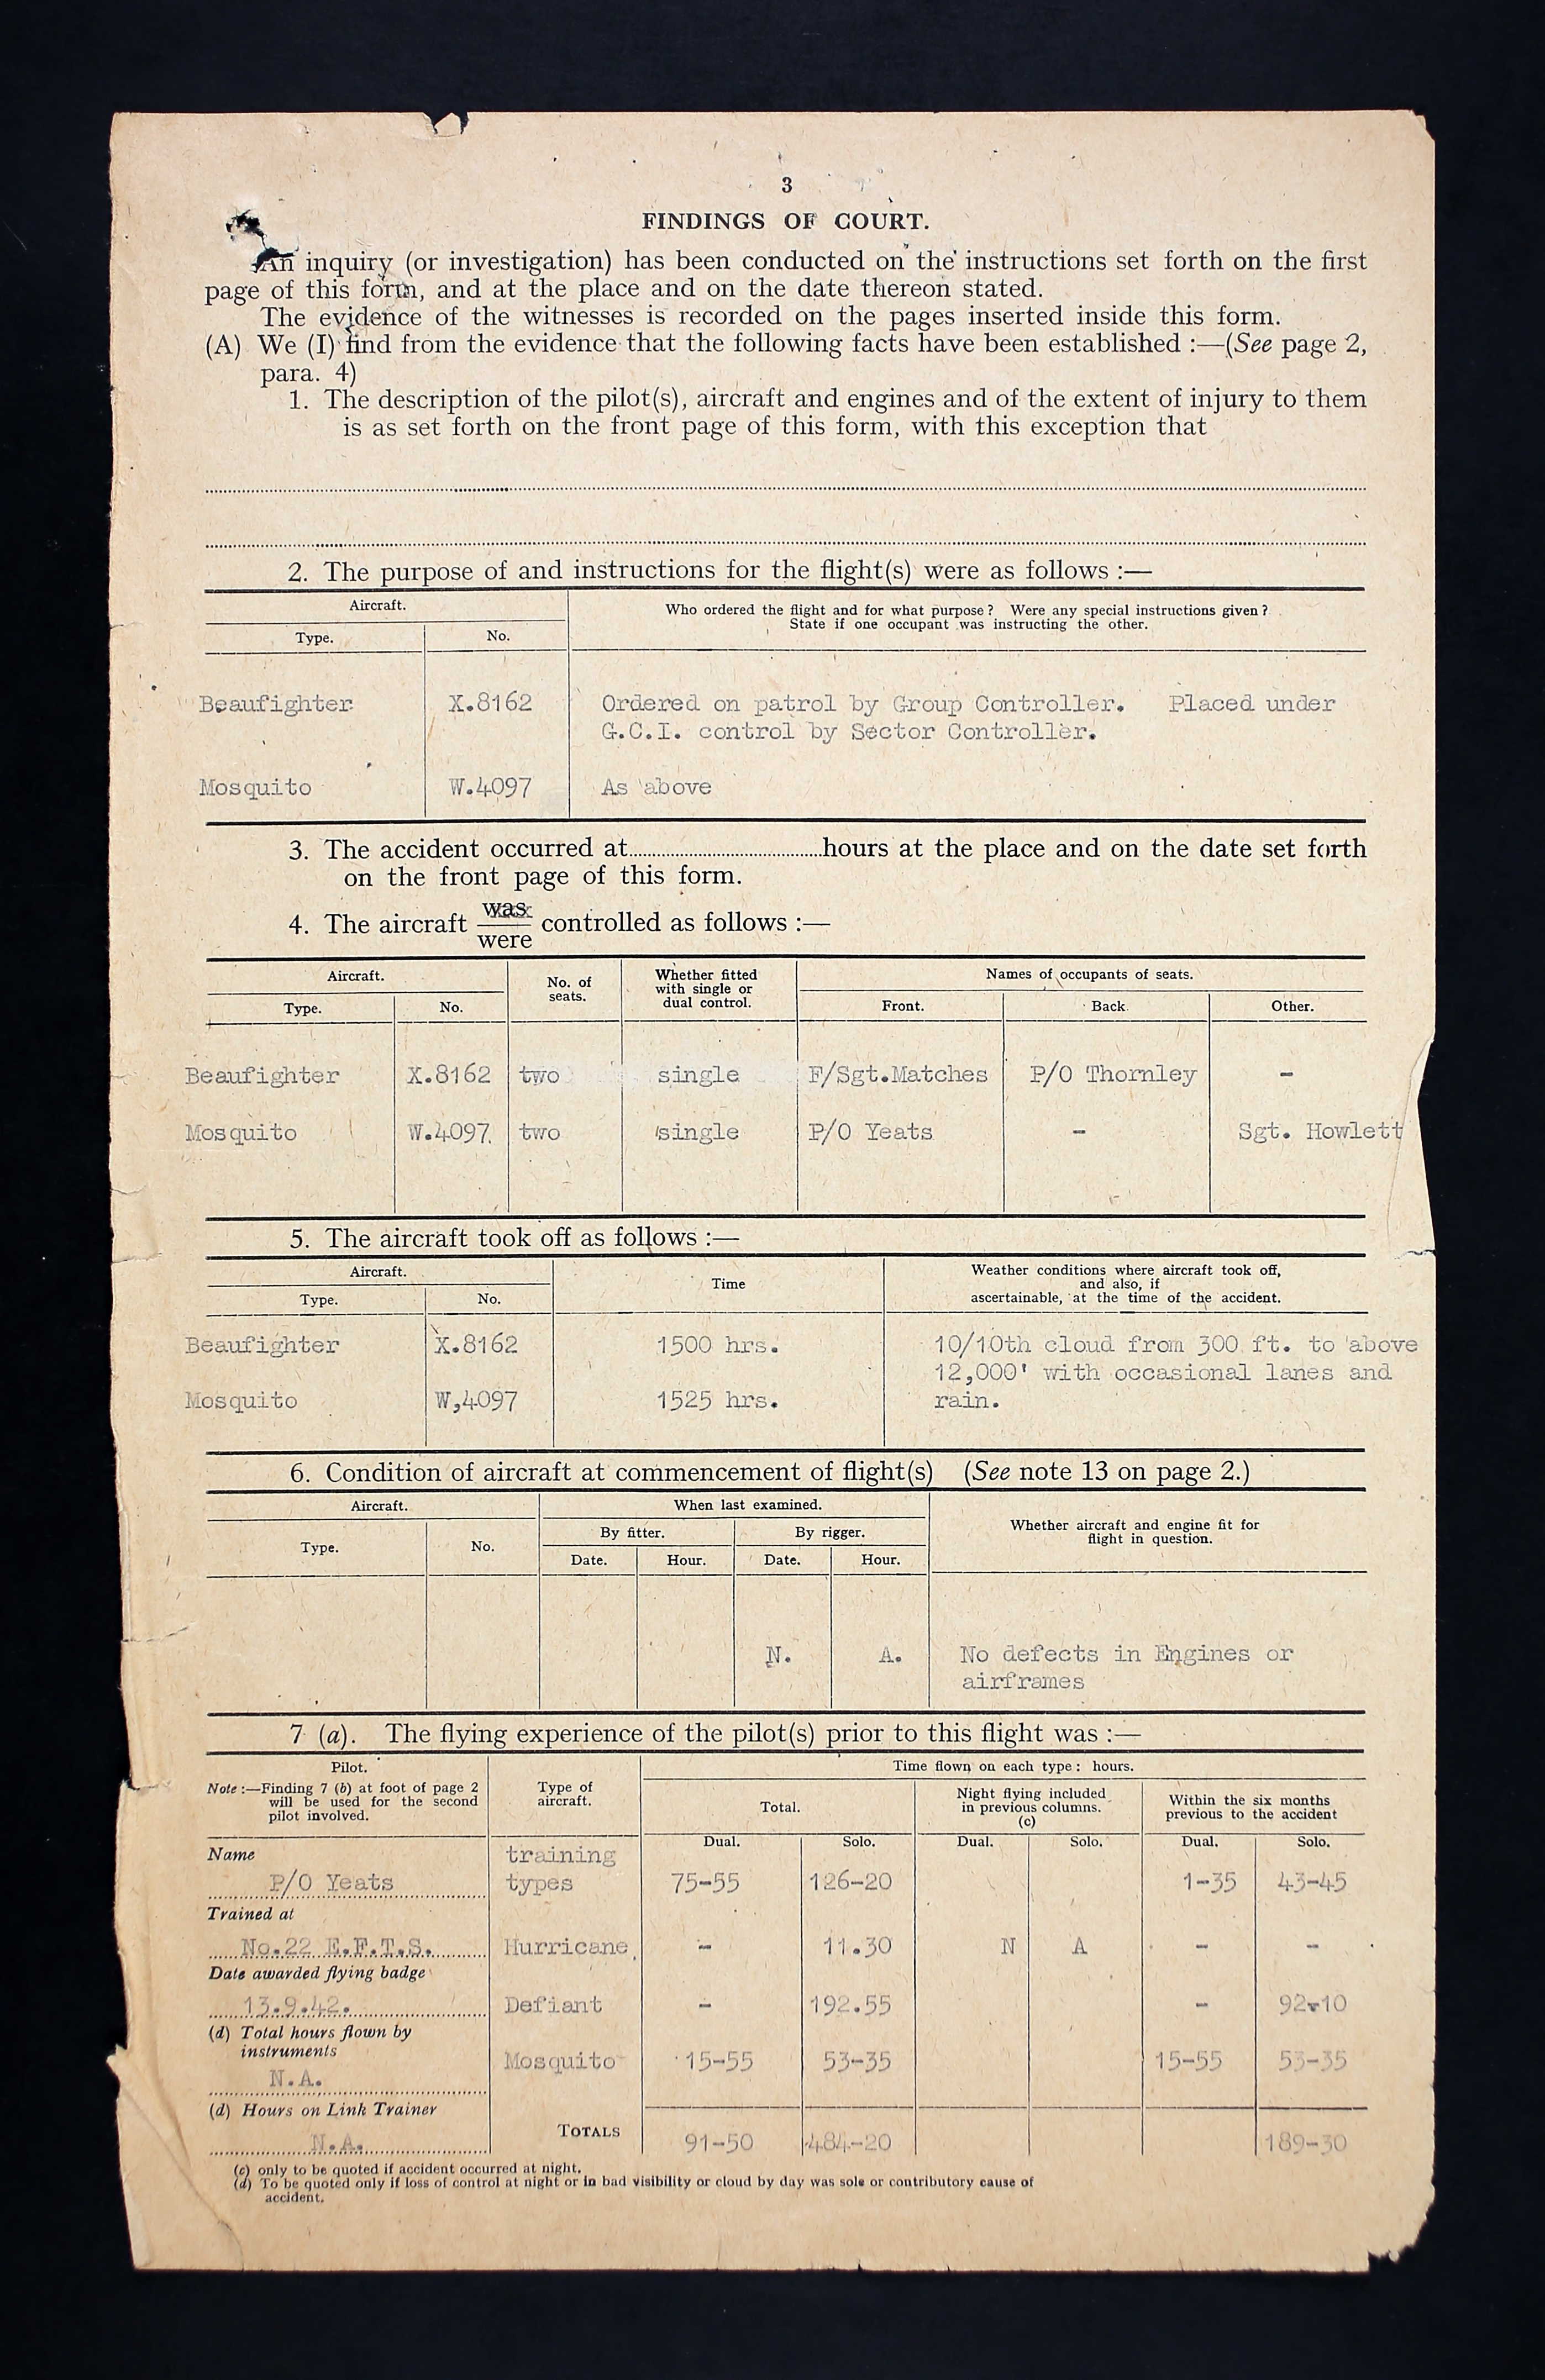 3
FINDINGS OF COURT.
An inquiry (or investigation) has been conducted on the instructions set forth on the first
page of this form, and at the place and on the date thereon stated.
The evidence of the witnesses is recorded on the pages inserted inside this form.
(A) We (I) find from the evidence that the following facts have been established :—(See page 2,
para. 4)
1. The description of the pilot(s), aircraft and engines and of the extent of injury to them
is as set forth on the front page of this form, with this exception that
2. The purpose of and instructions for the flight(s) were as follows :—
Aircraft.
Who ordered the flight and for what purpose? Were any special instructions given?
State if one occupant was instructing the other.
Type. No.
Beaufighter X.8162 Ordered on patrol by Group Controller. Placed under
G.C.I. control by Sector Controller.
Mosquito W.4097 As above
3. The accident occurred at....................hours at the place and on the date set forth
on the front page of this form.
4. The aircraft was
were controlled as follows :—
Aircraft. No. of
seats. Whether fitted
with single or
dual control. Names of occupants of seats.
Type. No. Front. Back. Other.
Beaufighter X.8162 two single F/Sgt.Matches P/O Thornley -
Mosquito W.4097. two single P/O Yeats - Sgt. Howlett
5. The aircraft took off as follows :—
Aircraft. Time Weather conditions where aircraft took off,
and also, if
ascertainable, at the time of the accident.
Type. No.
Beaufighter X.8162 1500 hrs. 10/10th cloud from 300 ft. to above
12,000' with occasional lanes and
Mosquito W,4097 1525 hrs. rain.
6. Condition of aircraft at commencement of flight(s) (See note 13 on page 2.)
Aircraft. When last examined. Whether aircraft and engine fit for
flight in question.
Type. No. By fitter. By rigger.
Date. Hour. Date. Hour.
N. A. No defects in Engines or
airframes
7 (a). The flying experience of the pilot(s) prior to this flight was :—
Pilot.
Note :—Finding 7 (b) at foot of page 2
will be used for the second
pilot involved.
Type of
aircraft.
Time flown on each type : hours.
Total. Night flying included
in previous columns.
(c) Within the six months
previous to the accident
Dual. Solo. Dual. Solo. Dual. Solo.
Name training
P/O Yeats types 75-55 126-20 1-35 43-45
Trained at
No.22 E.F.T.S. Hurricane - 11.30 N A - -
Date awarded flying badge
13.9.42. Defiant - 192.55 - 92-10
(d) Total hours flown by
instruments
N.A. Mosquito 15-55 53-35 15-55 53-35
(d) Hours on Link Trainer
N.A. TOTALS 91-50 484-20 189-30
(c) only to be quoted if accident occurred at night.
(d) To be quoted only if loss of control at night or in bad visibility or cloud by day was sole or contributory cause of
accident.